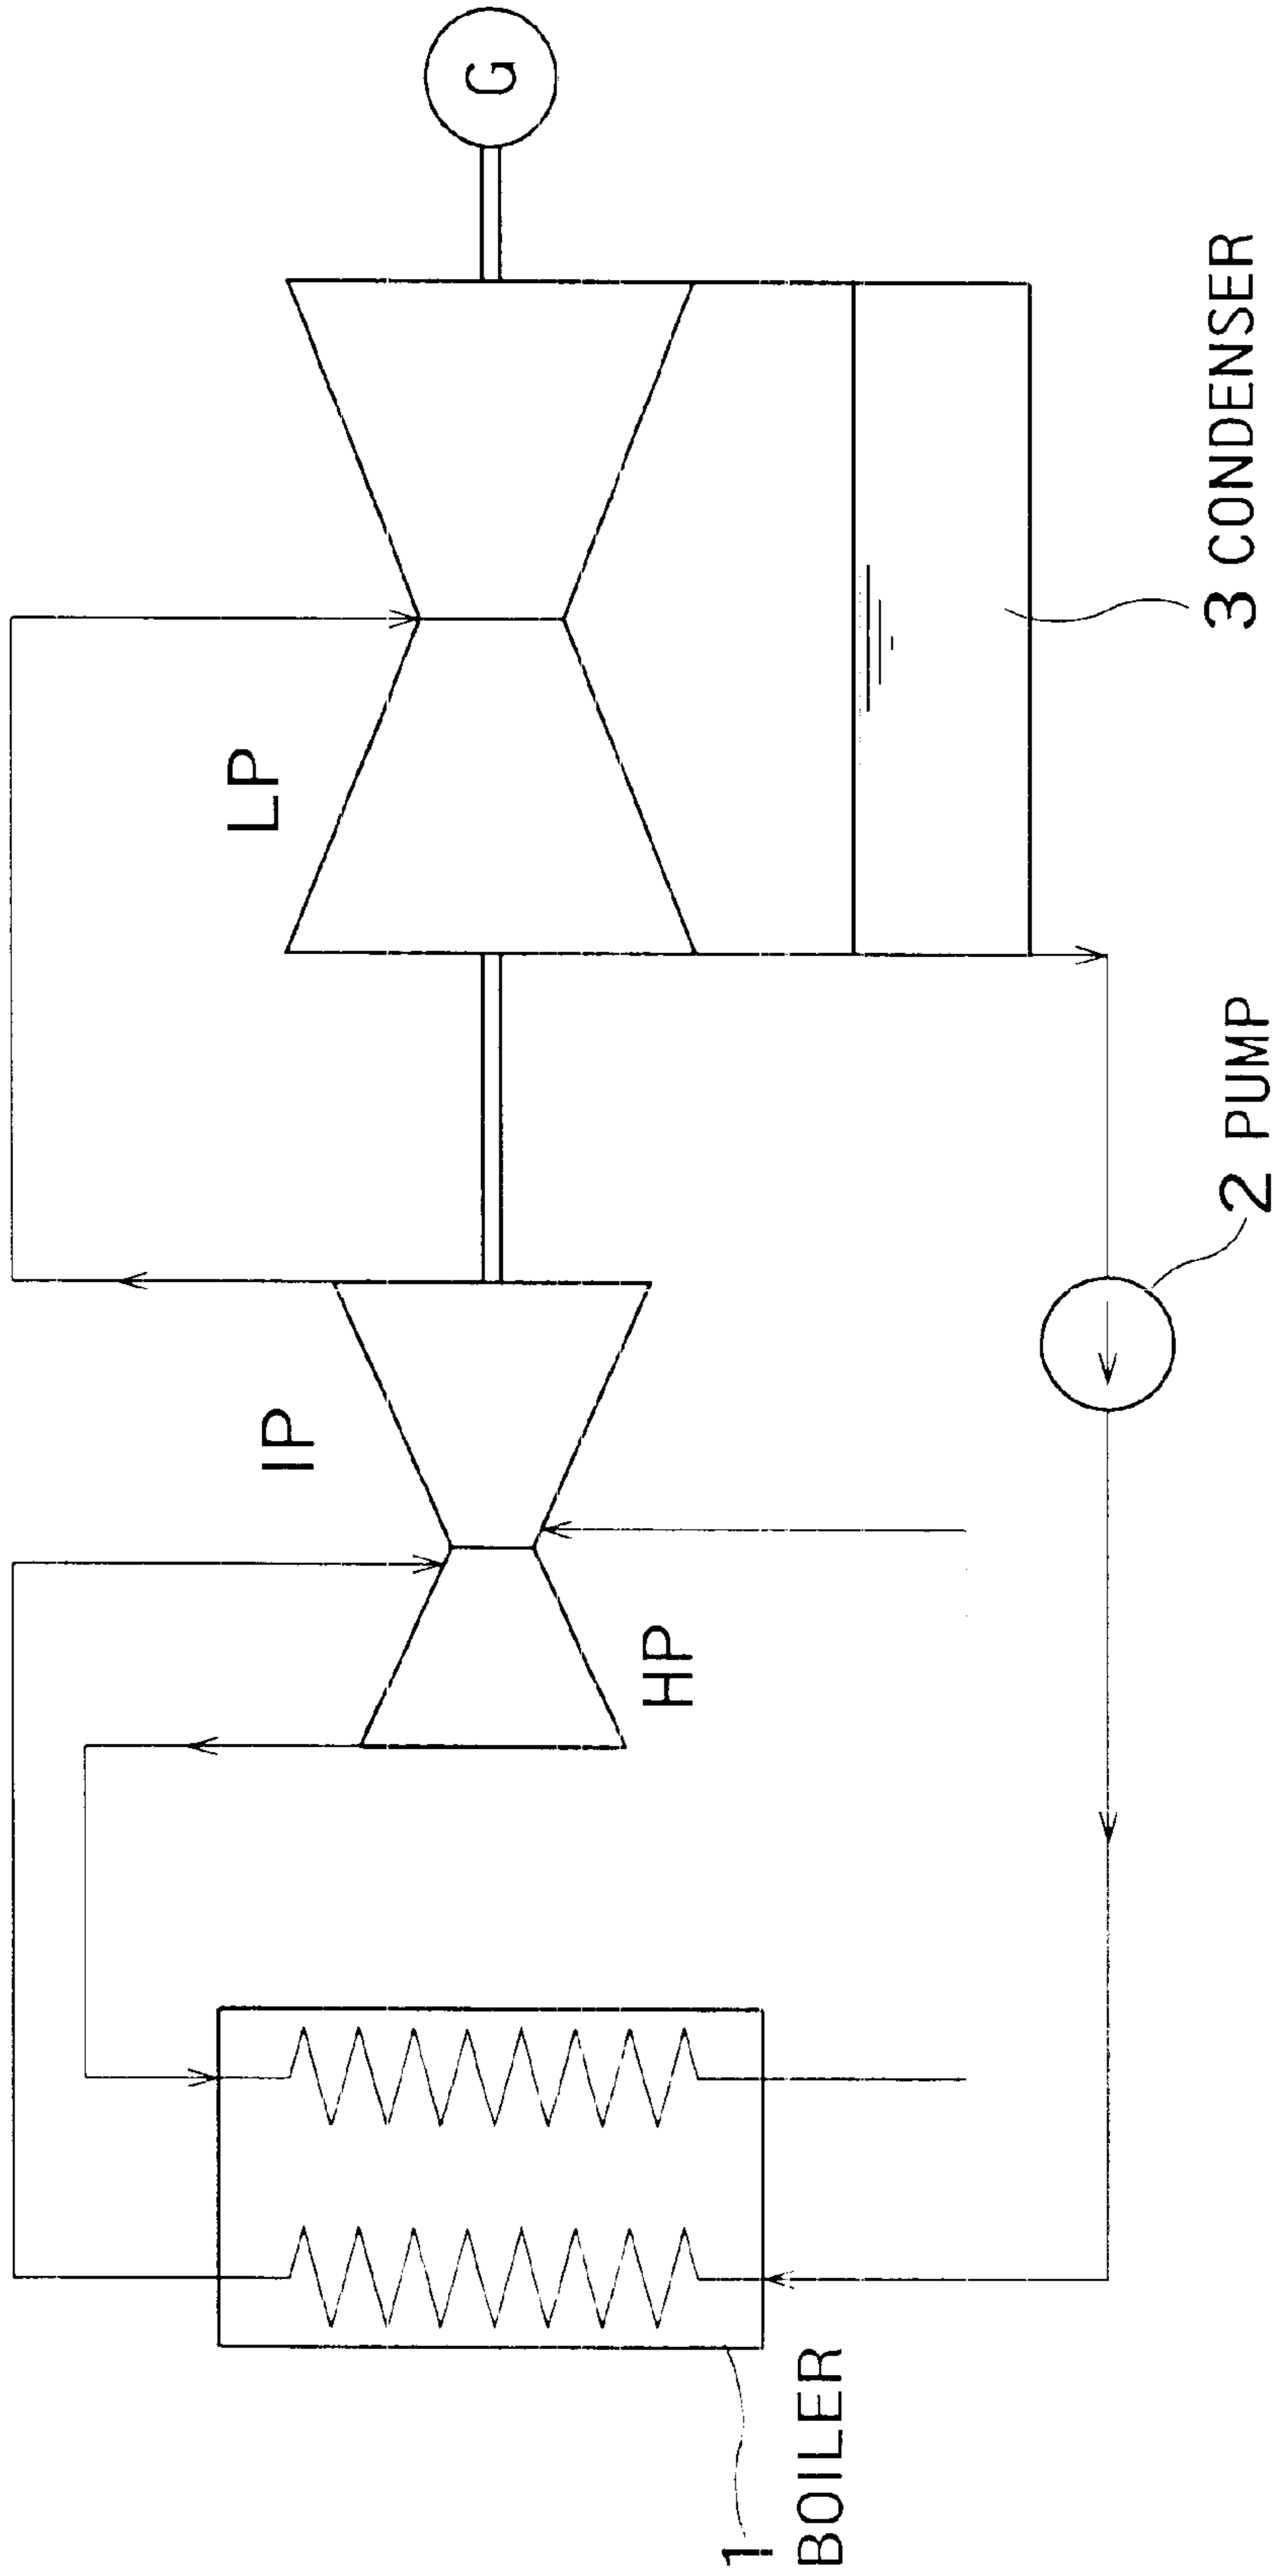 G
LP
IP
HP
3 CONDENSER
2 PUMP
1
BOILER